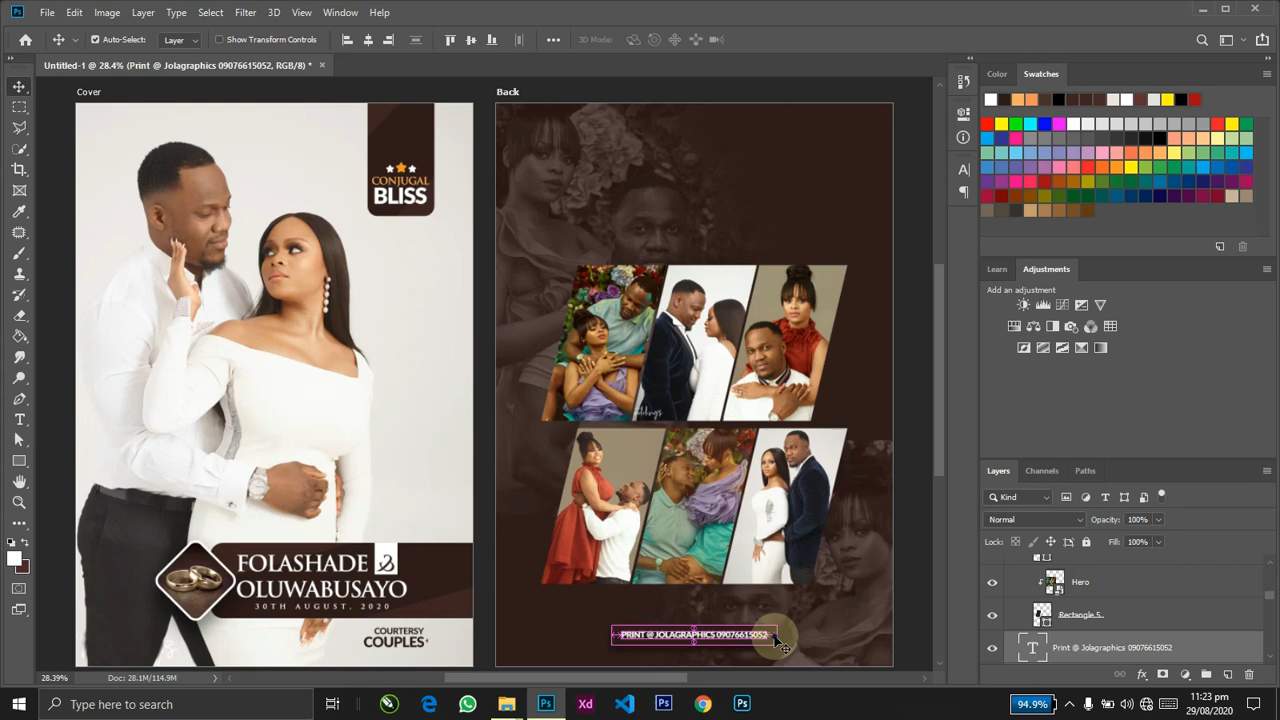 Ps File Edit Image Layer Type Select Filter 3D View Window Help
Auto-Select: Layer Show Transform Controls 3D Mode:
Untitled-1 @ 28.4% (Print @ Jolagraphics 09076615052, RGB/8) * ×
Color Swatches
Cover
Back
CONJUGAL
BLISS
FOLASHADE &
OLUWABUSAYO
30TH AUGUST, 2020
COURTERSY
COUPLES
PRINT @ JOLAGRAPHICS 09076615052
Learn Adjustments
Add an adjustment
Layers Channels Paths
Kind
Normal Opacity: 100%
Lock: Fill: 100%
Hero
Rectangle 5...
T Print @ Jolagraphics 09076615052
28.39% Doc: 28.1M/114.9M
Type here to search
94.9%
11:23 pm
29/08/2020